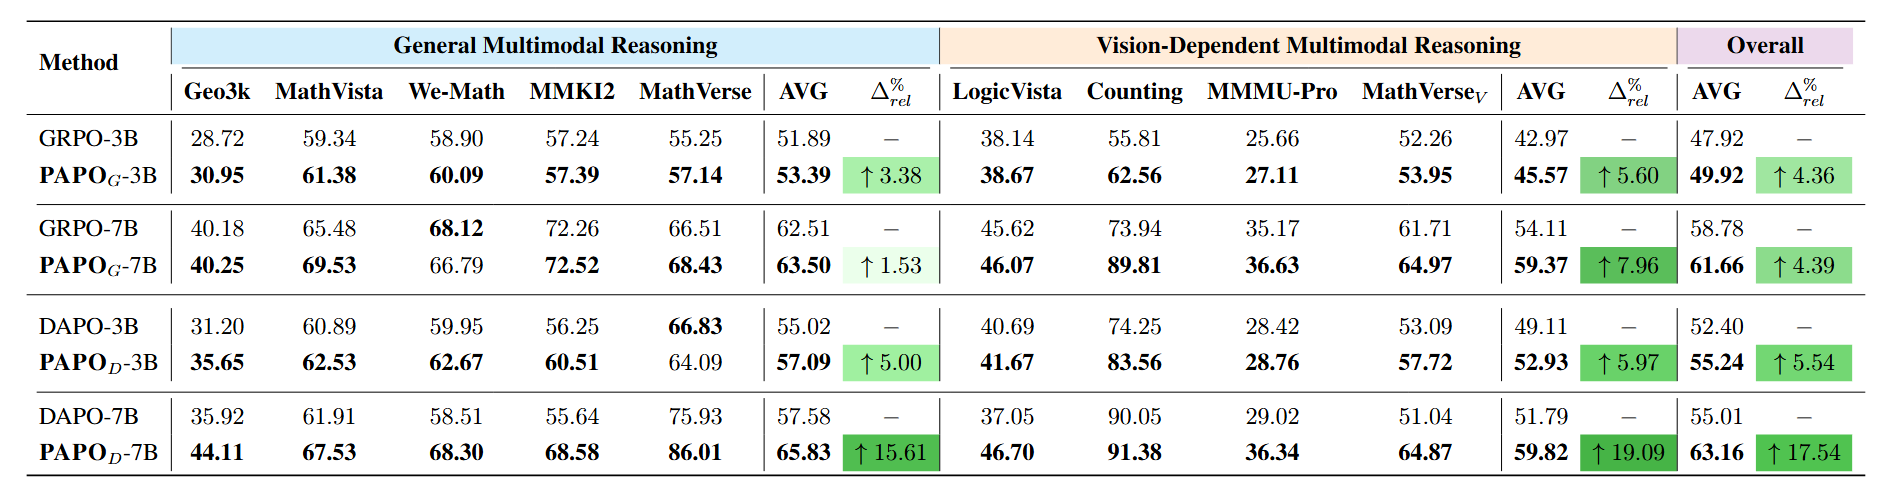 Method General Multimodal Reasoning Vision-Dependent Multimodal Reasoning Overall
Geo3k MathVista We-Math MMKI2 MathVerse AVG Δ%rel LogicVista Counting MMMU-Pro MathVerseV AVG Δ%rel AVG Δ%rel
GRPO-3B 28.72 59.34 58.90 57.24 55.25 51.89 − 38.14 55.81 25.66 52.26 42.97 − 47.92 −
PAPOG-3B 30.95 61.38 60.09 57.39 57.14 53.39 ↑3.38 38.67 62.56 27.11 53.95 45.57 ↑5.60 49.92 ↑4.36
GRPO-7B 40.18 65.48 68.12 72.26 66.51 62.51 − 45.62 73.94 35.17 61.71 54.11 − 58.78 −
PAPOG-7B 40.25 69.53 66.79 72.52 68.43 63.50 ↑1.53 46.07 89.81 36.63 64.97 59.37 ↑7.96 61.66 ↑4.39
DAPO-3B 31.20 60.89 59.95 56.25 66.83 55.02 − 40.69 74.25 28.42 53.09 49.11 − 52.40 −
PAPOD-3B 35.65 62.53 62.67 60.51 64.09 57.09 ↑5.00 41.67 83.56 28.76 57.72 52.93 ↑5.97 55.24 ↑5.54
DAPO-7B 35.92 61.91 58.51 55.64 75.93 57.58 − 37.05 90.05 29.02 51.04 51.79 − 55.01 −
PAPOD-7B 44.11 67.53 68.30 68.58 86.01 65.83 ↑15.61 46.70 91.38 36.34 64.87 59.82 ↑19.09 63.16 ↑17.54